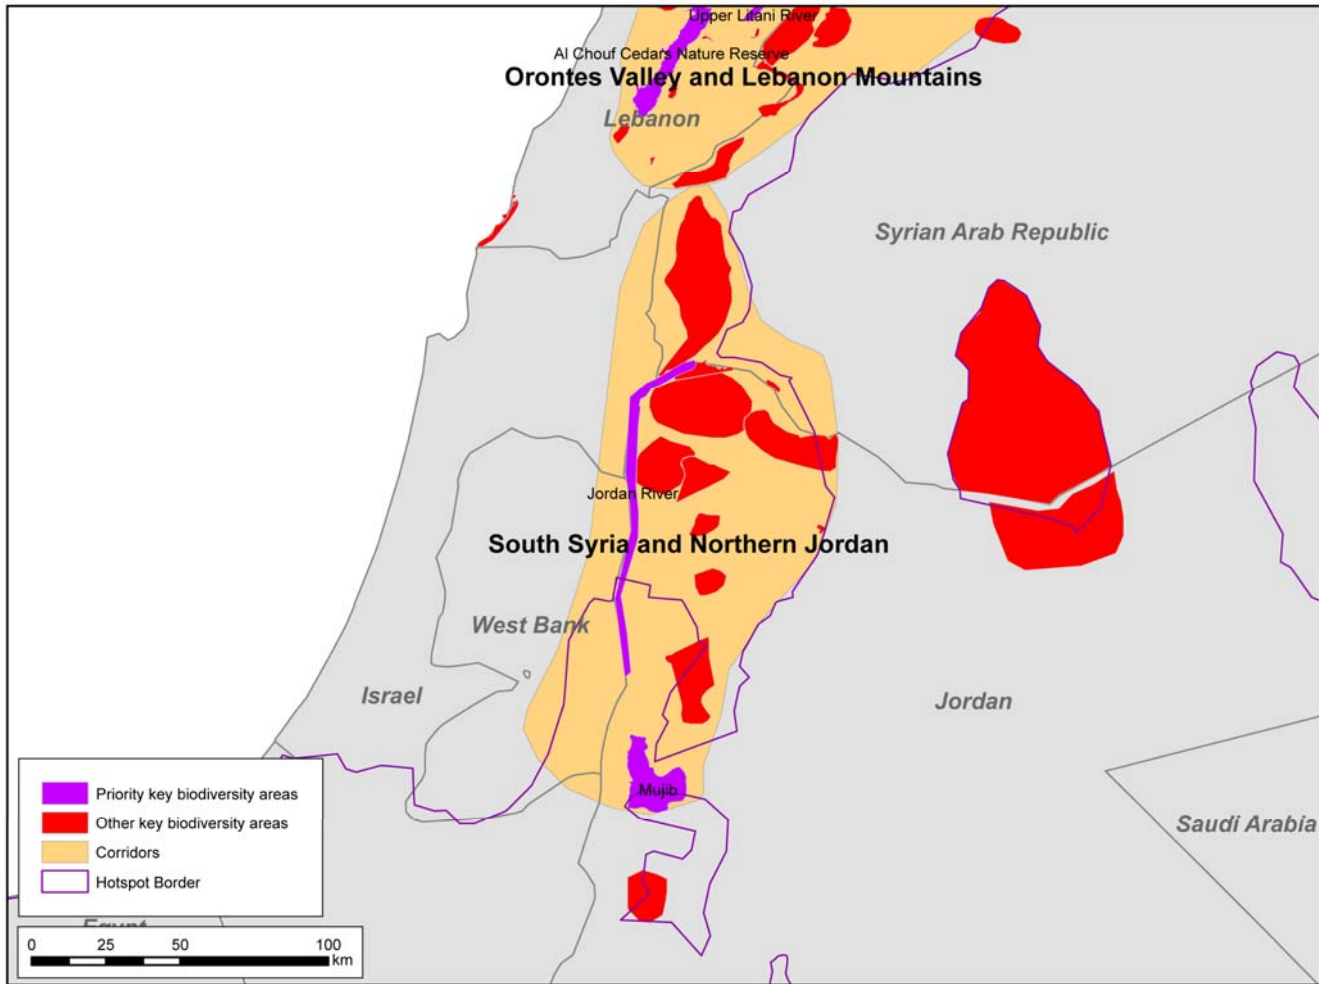 Upper Litani River
Al Chouf Cedars Nature Reserve
Orontes Valley and Lebanon Mountains
Lebanon
Syrian Arab Republic
Jordan River
South Syria and Northern Jordan
West Bank
Israel
Jordan
Mujib
Saudi Arabia
Priority key biodiversity areas
Other key biodiversity areas
Corridors
Hotspot Border
Egypt
0 25 50 100
km